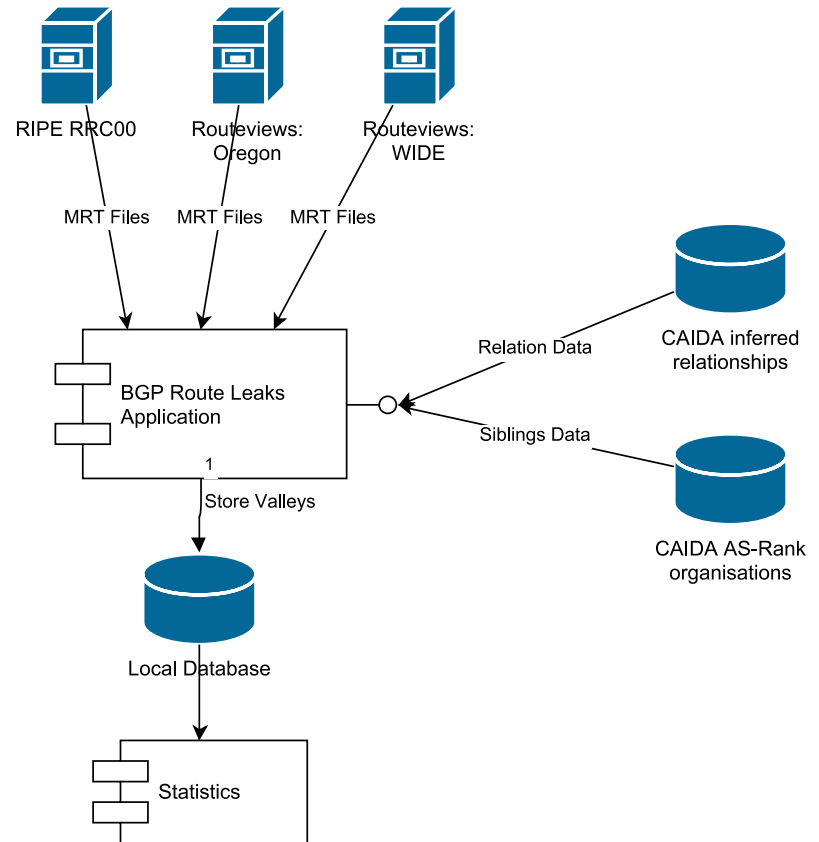 RIPE RRC00
Routeviews:
Oregon
Routeviews:
WIDE
MRT Files
MRT Files
MRT Files
CAIDA inferred
relationships
Relation Data
BGP Route Leaks
Application
Siblings Data
1
Store Valleys
CAIDA AS-Rank
organisations
Local Database
Statistics